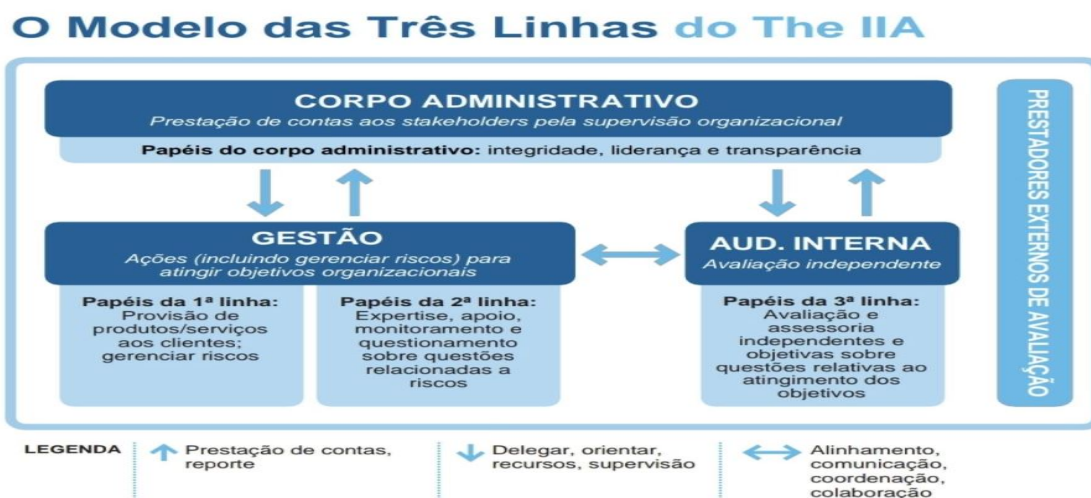 O Modelo das Três Linhas do The IIA
CORPO ADMINISTRATIVO
Prestação de contas aos stakeholders pela supervisão organizacional
Papéis do corpo administrativo: integridade, liderança e transparência
GESTÃO
Ações (incluindo gerenciar riscos) para
atingir objetivos organizacionais
Papéis da 1ª linha:
Provisão de
produtos/serviços
aos clientes;
gerenciar riscos
Papéis da 2ª linha:
Expertise, apoio,
monitoramento e
questionamento
sobre questões
relacionadas a
riscos
AUD. INTERNA
Avaliação independente
Papéis da 3ª linha:
Avaliação e
assessoria
independentes e
objetivas sobre
questões relativas ao
atingimento dos
objetivos
PRESTADORES EXTERNOS DE AVALIAÇÃO
LEGENDA
Prestação de contas,
reporte
Delegar, orientar,
recursos, supervisão
Alinhamento,
comunicação,
coordenação,
colaboração